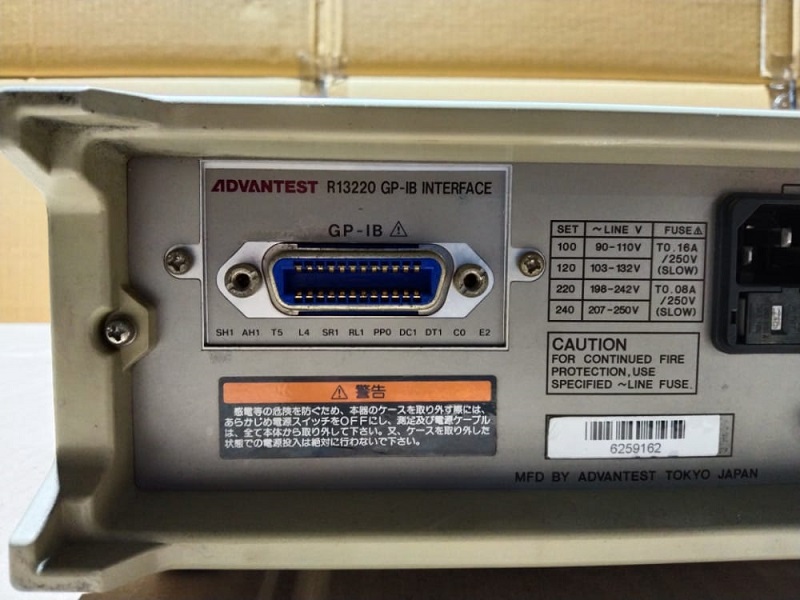 ADVANTEST R13220 GP-IB INTERFACE
GP-IB ⚠
SH1 AH1 T5 L4 SR1 RL1 PP0 DC1 DT1 C0 E2
SET ~LINE V FUSE⚠
100 90-110V T0.16A
120 103-132V /250V (SLOW)
220 198-242V T0.08A
240 207-250V /250V (SLOW)
CAUTION
FOR CONTINUED FIRE
PROTECTION, USE
SPECIFIED ~LINE FUSE.
⚠ 警告
感電等の危険を防ぐため、本器のケースを取り外す際には、
あらかじめ電源スイッチをOFFにし、測定及び電源ケーブル
は、全て本体から取り外して下さい。又、ケースを取り外した
状態での電源投入は絶対に行わないで下さい。
6259162
MFD BY ADVANTEST TOKYO JAPAN